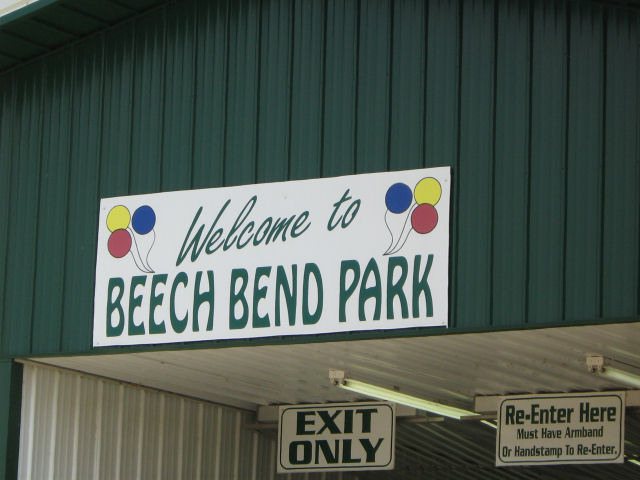 Welcome to
BEECH BEND PARK
EXIT
ONLY
Re-Enter Here
Must Have Armband
Or Handstamp To Re-Enter.